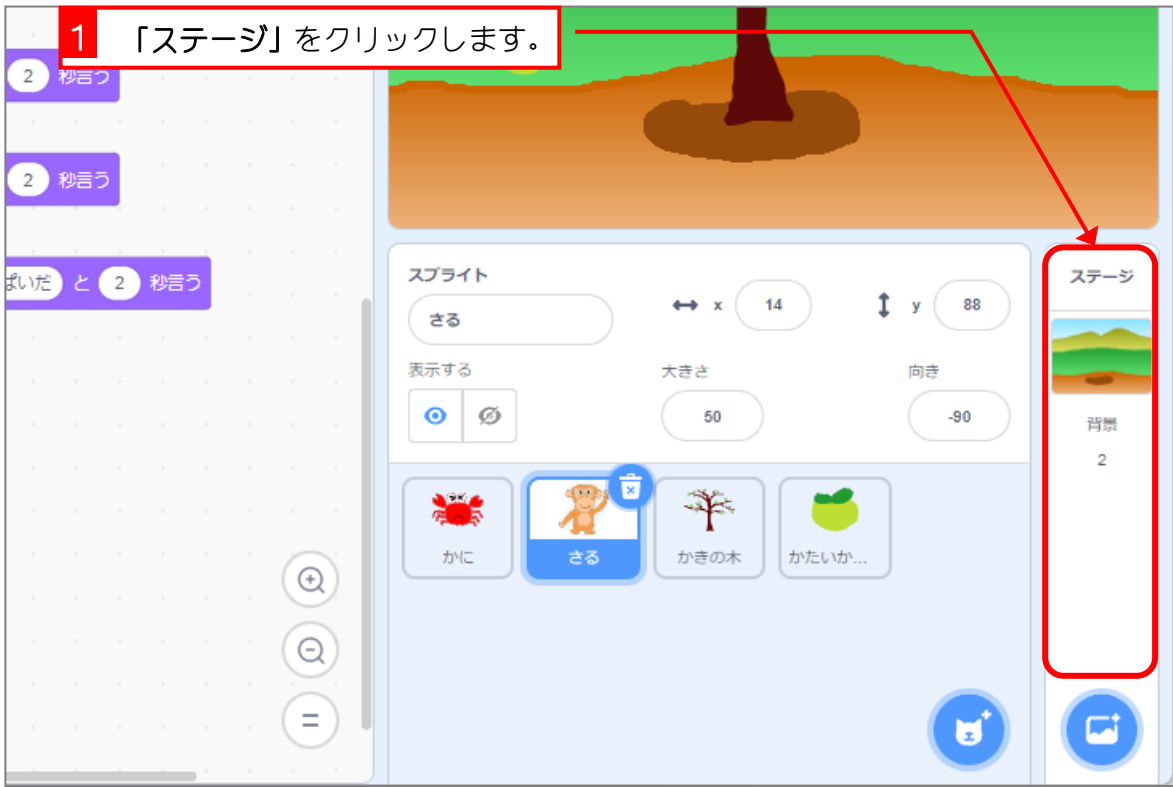 1 「ステージ」をクリックします。
2 秒言う
2 秒言う
ぱいだ と 2 秒言う
スプライト
さる
x 14
y 88
表示する
大きさ
50
向き
-90
かに
さる
かきの木
かたいか...
ステージ
背景
2